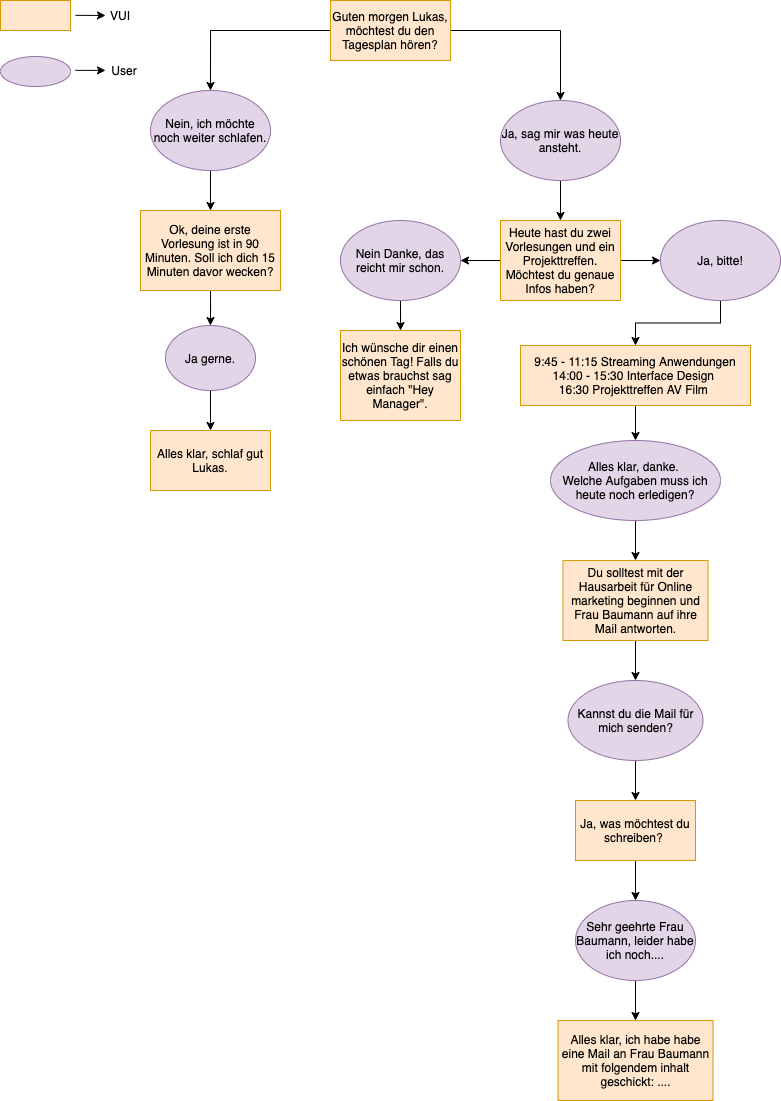 VUI
User
Guten morgen Lukas,
möchtest du den
Tagesplan hören?
Nein, ich möchte
noch weiter schlafen.
Ja, sag mir was heute
ansteht.
Ok, deine erste
Vorlesung ist in 90
Minuten. Soll ich dich 15
Minuten davor wecken?
Nein Danke, das
reicht mir schon.
Heute hast du zwei
Vorlesungen und ein
Projekttreffen.
Möchtest du genaue
Infos haben?
Ja, bitte!
Ja gerne.
Ich wünsche dir einen
schönen Tag! Falls du
etwas brauchst sag
einfach "Hey
Manager".
9:45 - 11:15 Streaming Anwendungen
14:00 - 15:30 Interface Design
16:30 Projekttreffen AV Film
Alles klar, schlaf gut
Lukas.
Alles klar, danke.
Welche Aufgaben muss ich
heute noch erledigen?
Du solltest mit der
Hausarbeit für Online
marketing beginnen und
Frau Baumann auf ihre
Mail antworten.
Kannst du die Mail für
mich senden?
Ja, was möchtest du
schreiben?
Sehr geehrte Frau
Baumann, leider habe
ich noch....
Alles klar, ich habe habe
eine Mail an Frau Baumann
mit folgendem inhalt
geschickt: ....